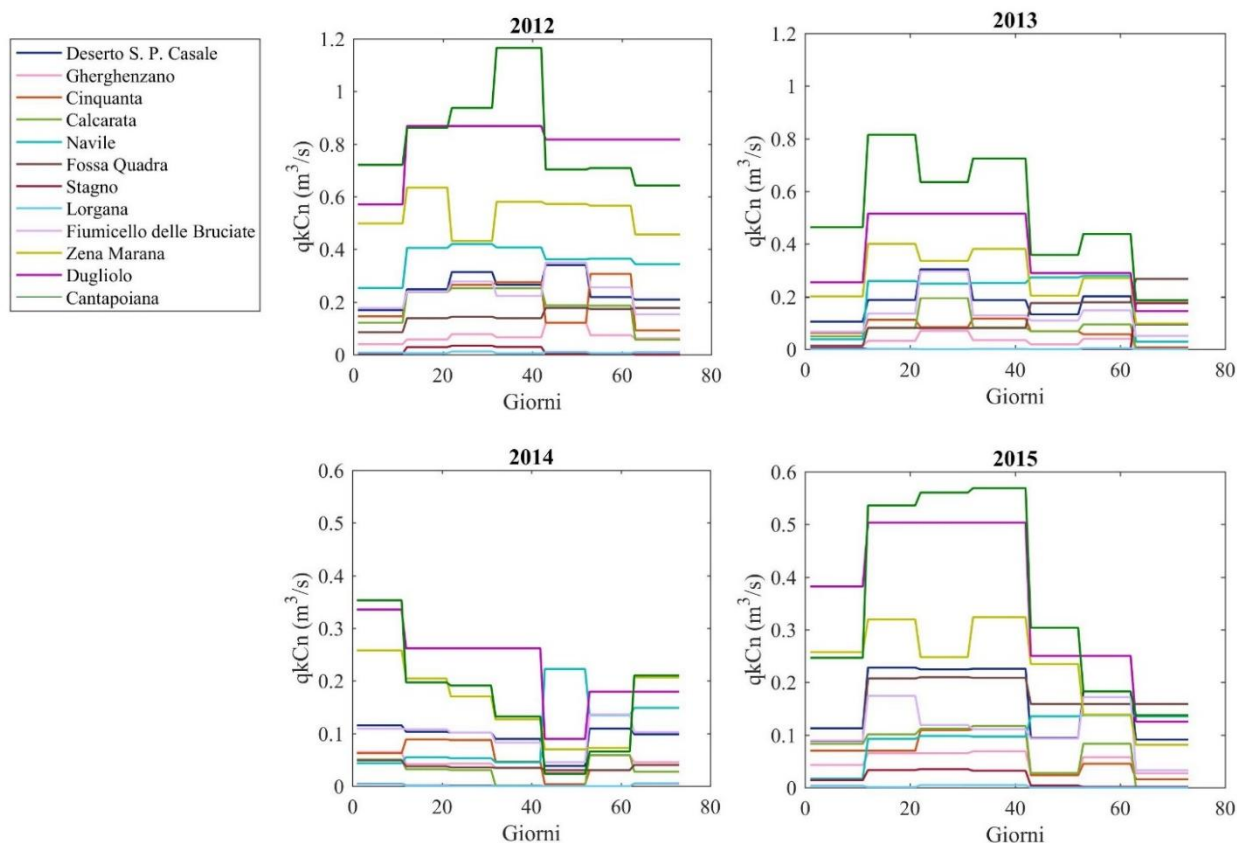 Deserto S. P. Casale
Gherghenzano
Cinquanta
Calcarata
Navile
Fossa Quadra
Stagno
Lorgana
Fiumicello delle Bruciate
Zena Marana
Dugliolo
Cantapoiana
2012
1.2
1
0.8
0.6
0.4
0.2
0
qkCn (m³/s)
0 20 40 60 80
Giorni
2013
1.2
1
0.8
0.6
0.4
0.2
0
qkCn (m³/s)
0 20 40 60 80
Giorni
2014
0.6
0.5
0.4
0.3
0.2
0.1
0
qkCn (m³/s)
0 20 40 60 80
Giorni
2015
0.6
0.5
0.4
0.3
0.2
0.1
0
qkCn (m³/s)
0 20 40 60 80
Giorni